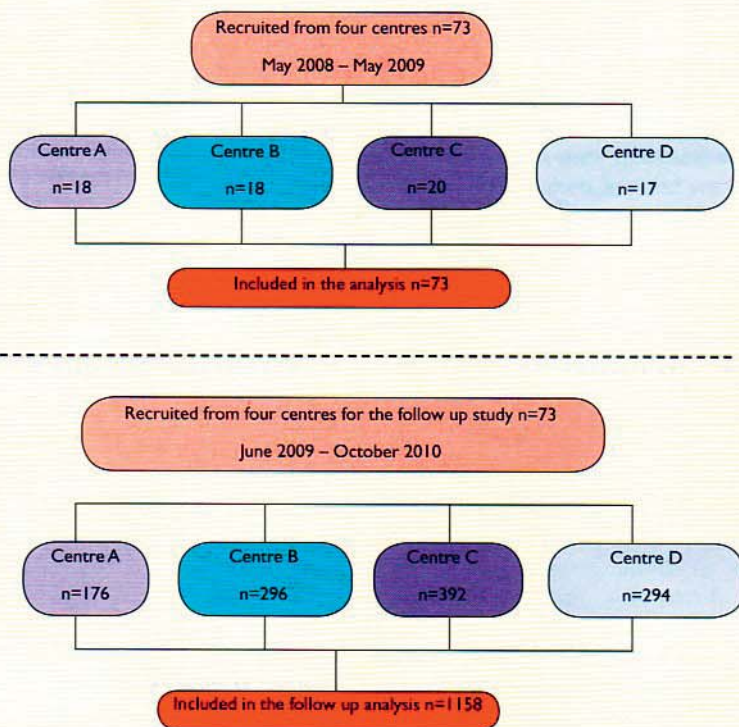 Recruited from four centres n=73
May 2008 – May 2009
Centre A
n=18
Centre B
n=18
Centre C
n=20
Centre D
n=17
Included in the analysis n=73
Recruited from four centres for the follow up study n=73
June 2009 – October 2010
Centre A
n=176
Centre B
n=296
Centre C
n=392
Centre D
n=294
Included in the follow up analysis n=1158